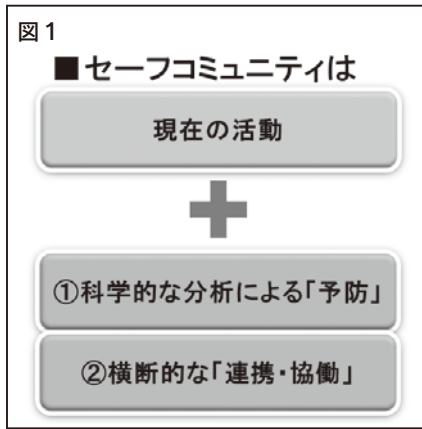 図1
■セーフコミュニティは
現在の活動
+
①科学的な分析による「予防」
②横断的な「連携・協働」